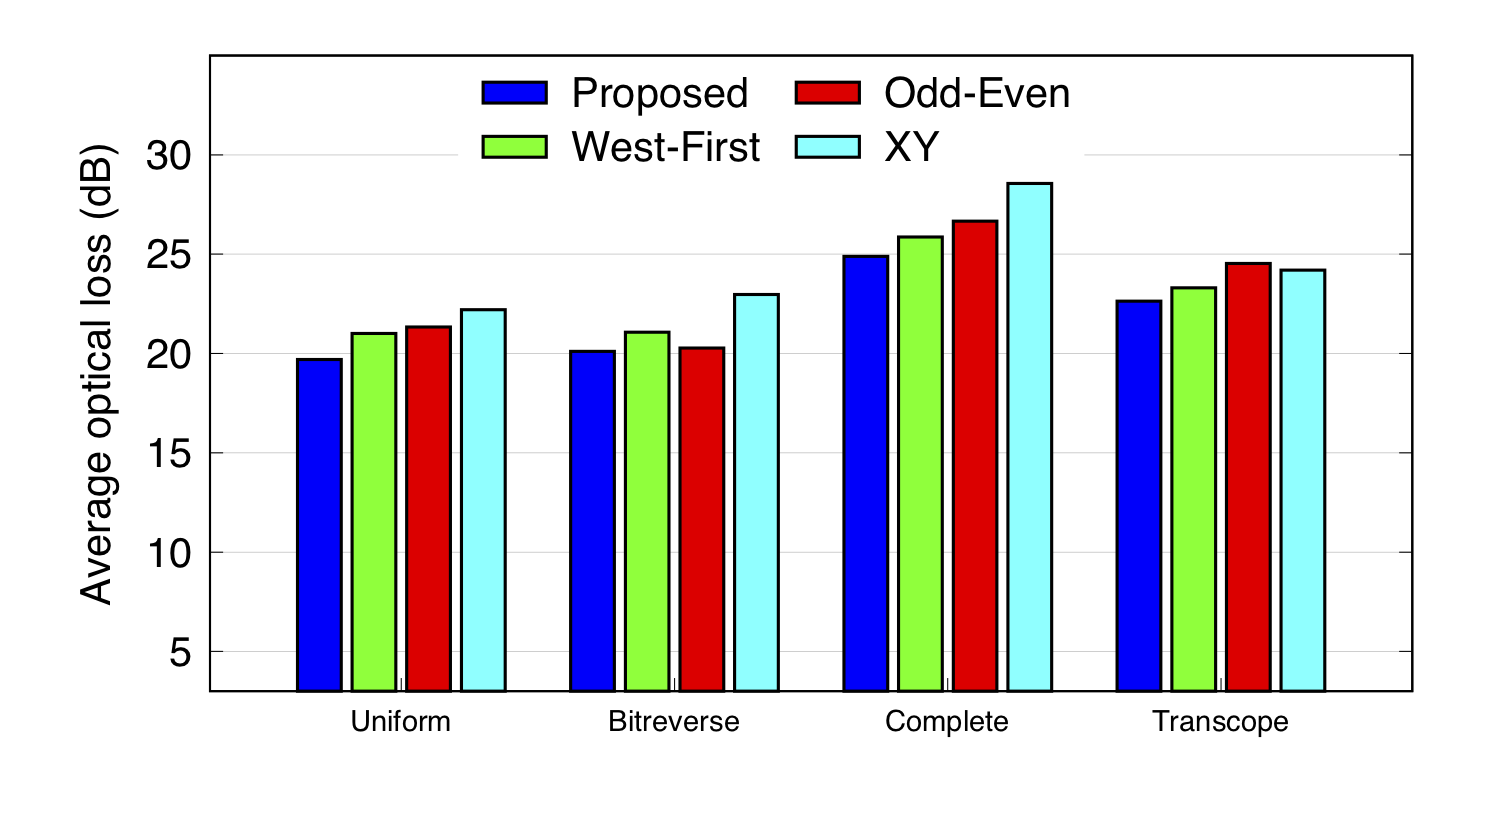 Proposed
Odd-Even
West-First
XY
Average optical loss (dB)
30
25
20
15
10
5
Uniform
Bitreverse
Complete
Transcope